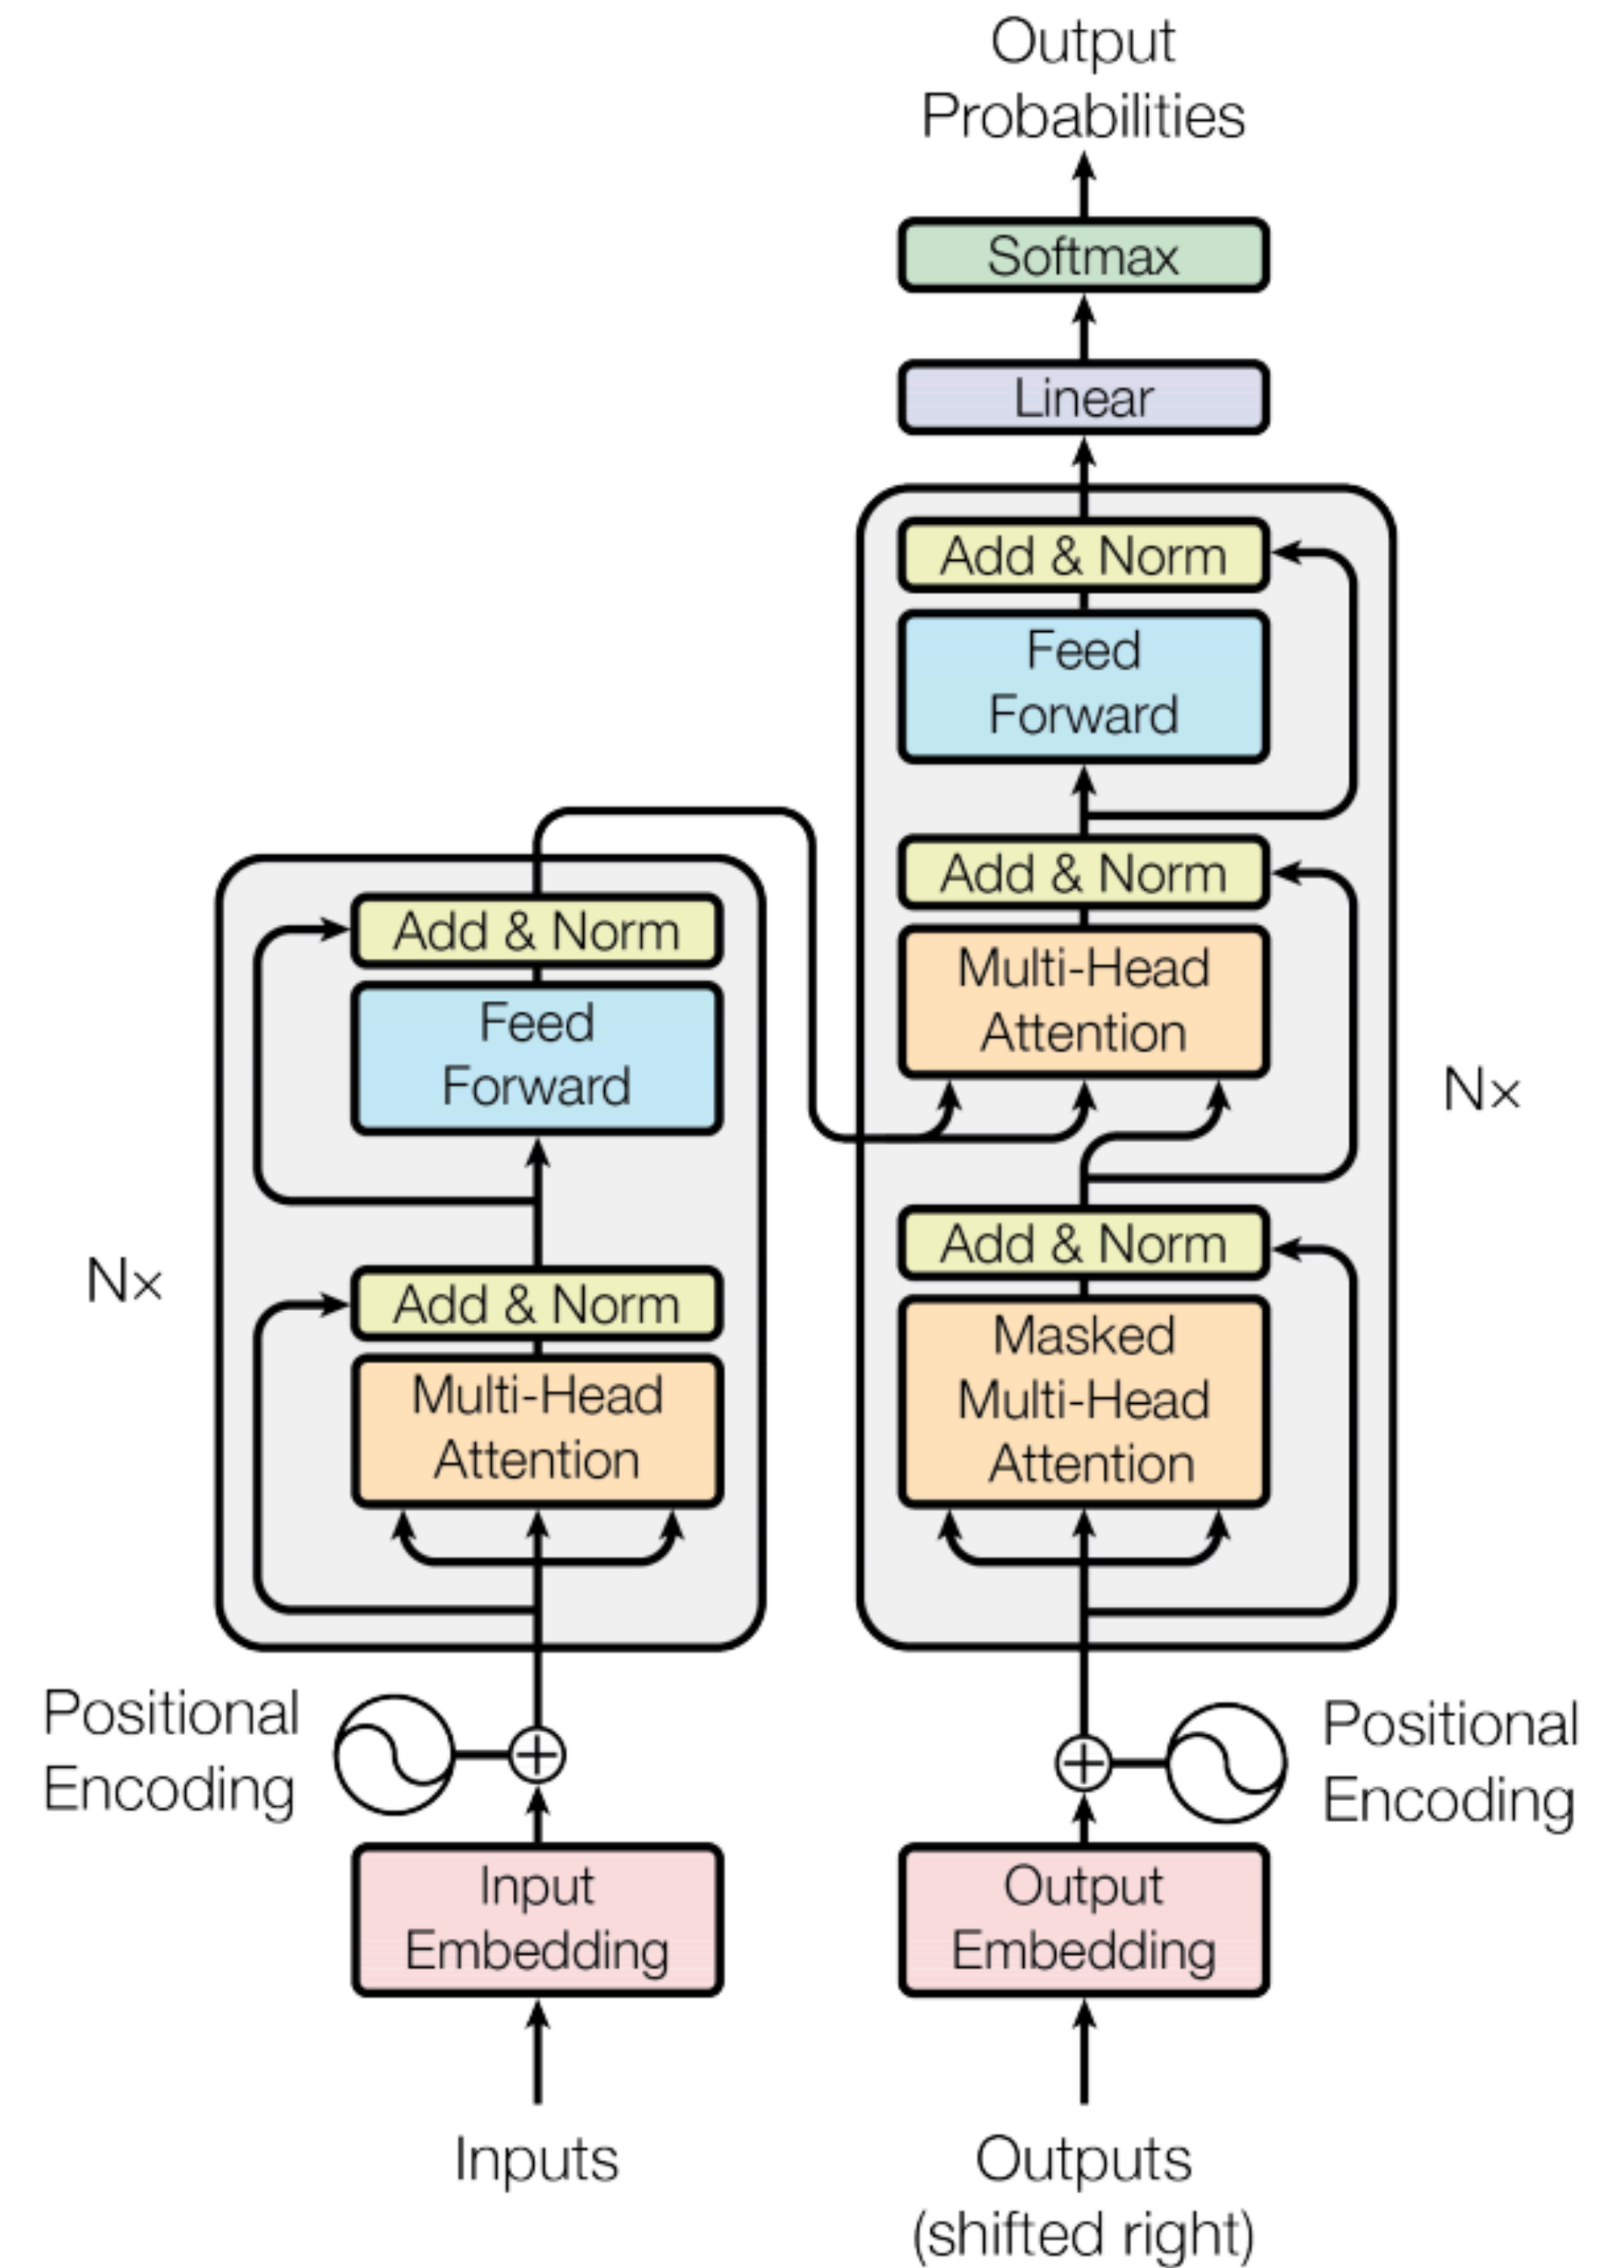 Output
Probabilities
Softmax
Linear
Add & Norm
Feed
Forward
Add & Norm
Multi-Head
Attention
Add & Norm
Masked
Multi-Head
Attention
N×
Add & Norm
Feed
Forward
Add & Norm
Multi-Head
Attention
N×
Positional
Encoding
Positional
Encoding
Input
Embedding
Output
Embedding
Inputs
Outputs
(shifted right)